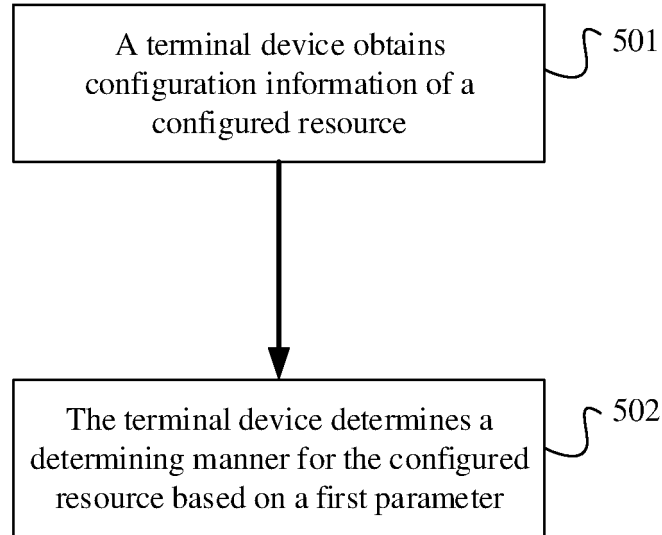 A terminal device obtains
configuration information of a
configured resource
501
The terminal device determines a
determining manner for the configured
resource based on a first parameter
502